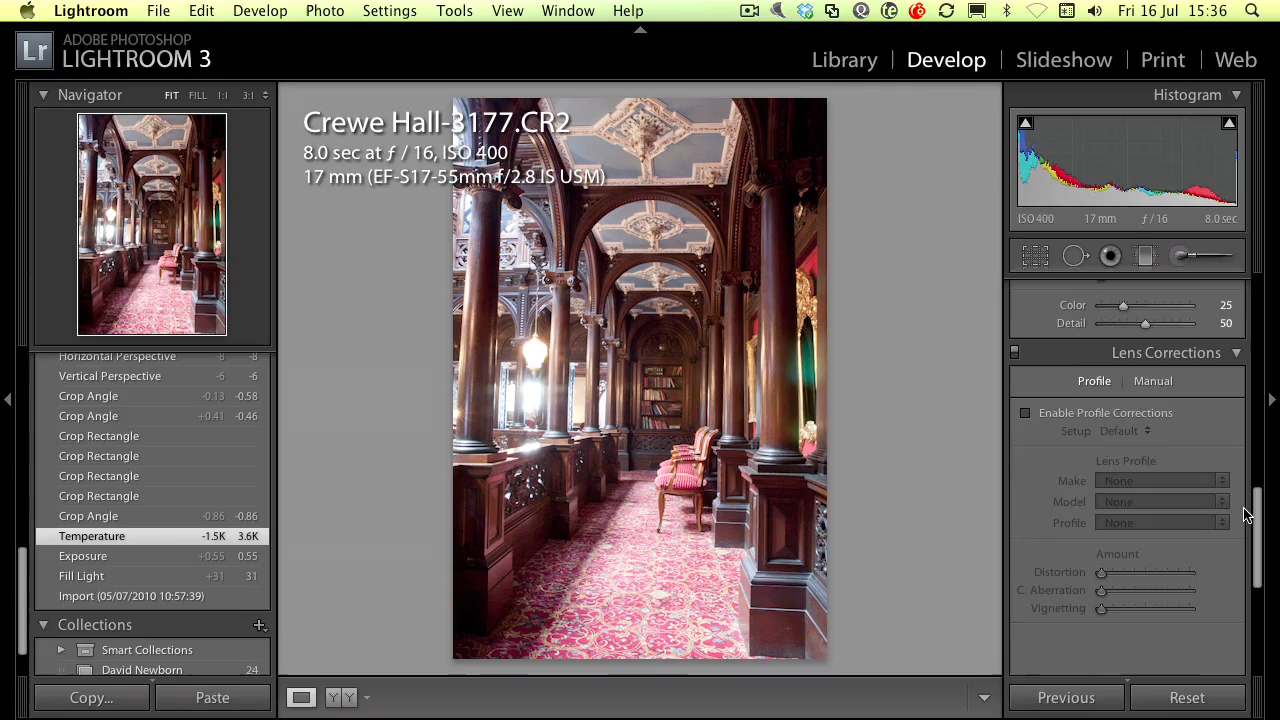 Lightroom File Edit Develop Photo Settings Tools View Window Help Fri 16 Jul 15:36
Lr ADOBE PHOTOSHOP
LIGHTROOM 3
Library | Develop | Slideshow | Print | Web
Navigator FIT FILL 1:1 3:1
Horizontal Perspective -8 -8
Vertical Perspective -6 -6
Crop Angle -0.13 -0.58
Crop Angle +0.41 -0.46
Crop Rectangle
Crop Rectangle
Crop Rectangle
Crop Rectangle
Crop Angle -0.86 -0.86
Temperature -1.5K 3.6K
Exposure +0.55 0.55
Fill Light +31 31
Import (05/07/2010 10:57:39)
Collections
Smart Collections
David Newborn 24
Copy... Paste
Crewe Hall-3177.CR2
8.0 sec at ƒ / 16, ISO 400
17 mm (EF-S17-55mm f/2.8 IS USM)
Y Y
Histogram
ISO 400 17 mm ƒ / 16 8.0 sec
Color 25
Detail 50
Lens Corrections
Profile | Manual
Enable Profile Corrections
Setup Default
Lens Profile
Make None
Model None
Profile None
Amount
Distortion
C. Aberration
Vignetting
Previous Reset